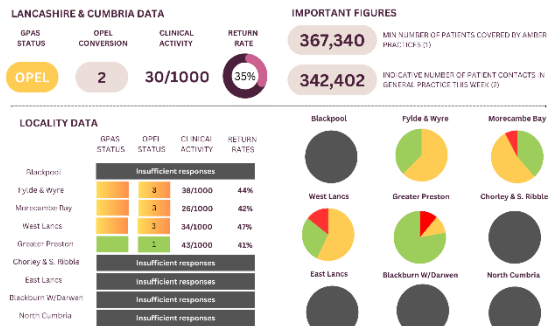 LANCASHIRE & CUMBRIA DATA
GPAS STATUS
OPEL CONVERSION
CLINICAL ACTIVITY
RETURN RATE
OPEL
2
30/1000
35%
IMPORTANT FIGURES
367,340
MIN NUMBER OF PATIENTS COVERED BY AMBER
PRACTICES (1)
342,402
INDICATIVE NUMBER OF PATIENT CONTACTS IN
GENERAL PRACTICE THIS WEEK (2)
LOCALITY DATA
GPAS STATUS
OPEL STATUS
CLINICAL ACTIVITY
RETURN RATES
Blackpool Insufficient responses
Fylde & Wyre 3 38/1000 44%
Morecambe Bay 3 26/1000 42%
West Lancs 3 34/1000 47%
Greater Preston 1 43/1000 41%
Chorley & S. Ribble Insufficient responses
East Lancs Insufficient responses
Blackburn W/Darwen Insufficient responses
North Cumbria Insufficient responses
Blackpool Fylde & Wyre Morecambe Bay
West Lancs Greater Preston Chorley & S. Ribble
East Lancs Blackburn W/Darwen North Cumbria